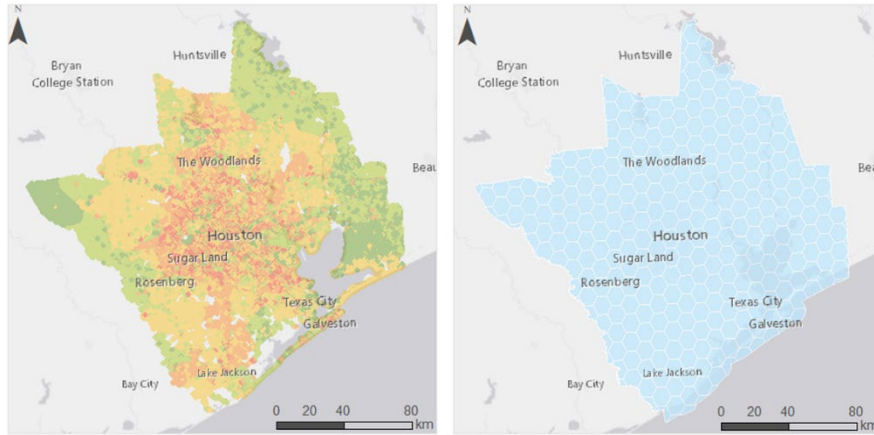 N
Huntsville
Bryan
College Station
The Woodlands
Beau
Houston
Sugar Land
Rosenberg
Texas City
Galveston
Lake Jackson
Bay City
0 20 40 80
km
N
Huntsville
Bryan
College Station
The Woodlands
Bea
Houston
Sugar Land
Rosenberg
Texas City
Galveston
Lake Jackson
Bay City
0 20 40 80
km